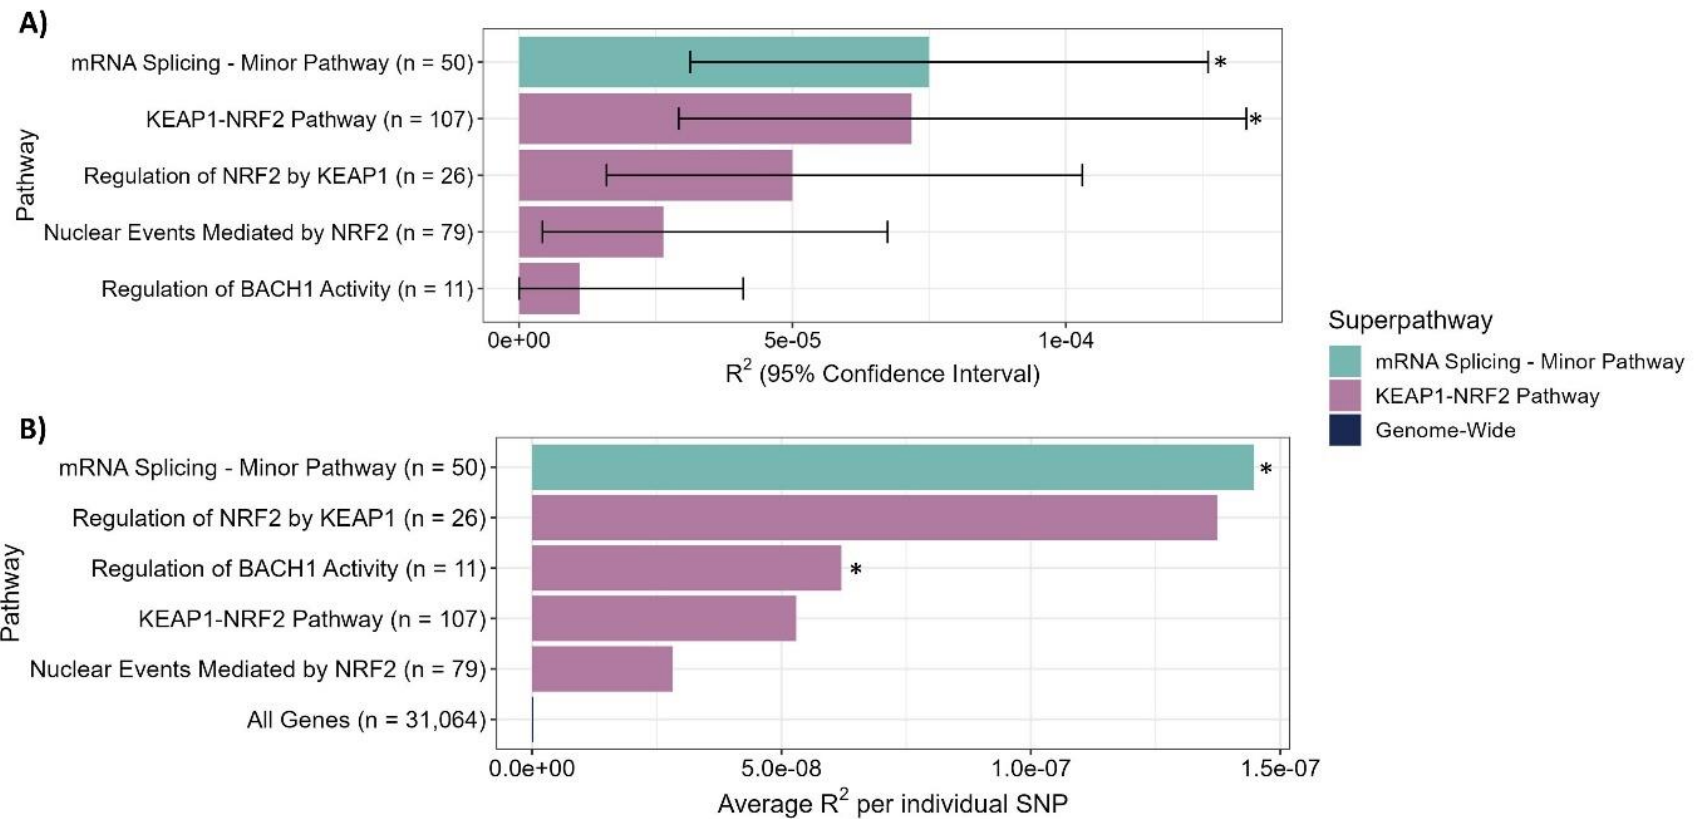 A)
Pathway
mRNA Splicing - Minor Pathway (n = 50)
*
KEAP1-NRF2 Pathway (n = 107)
*
Regulation of NRF2 by KEAP1 (n = 26)
Nuclear Events Mediated by NRF2 (n = 79)
Regulation of BACH1 Activity (n = 11)
0e+00 5e-05 1e-04
R² (95% Confidence Interval)
Superpathway
mRNA Splicing - Minor Pathway
KEAP1-NRF2 Pathway
Genome-Wide
B)
Pathway
mRNA Splicing - Minor Pathway (n = 50)
*
Regulation of NRF2 by KEAP1 (n = 26)
Regulation of BACH1 Activity (n = 11)
*
KEAP1-NRF2 Pathway (n = 107)
Nuclear Events Mediated by NRF2 (n = 79)
All Genes (n = 31,064)
0.0e+00 5.0e-08 1.0e-07 1.5e-07
Average R² per individual SNP